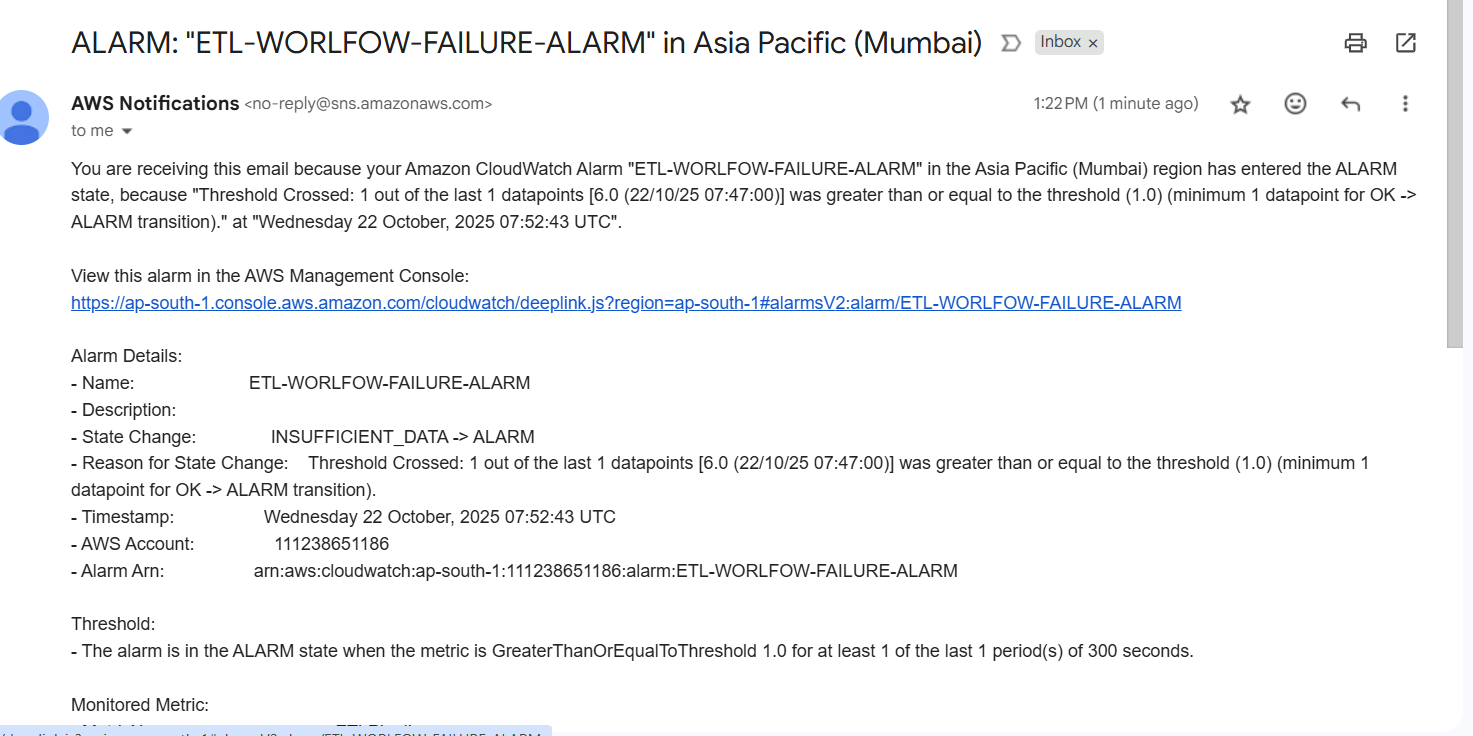 ALARM: "ETL-WORLFOW-FAILURE-ALARM" in Asia Pacific (Mumbai) Inbox ×
AWS Notifications <no-reply@sns.amazonaws.com> 1:22 PM (1 minute ago)
to me
You are receiving this email because your Amazon CloudWatch Alarm "ETL-WORLFOW-FAILURE-ALARM" in the Asia Pacific (Mumbai) region has entered the ALARM
state, because "Threshold Crossed: 1 out of the last 1 datapoints [6.0 (22/10/25 07:47:00)] was greater than or equal to the threshold (1.0) (minimum 1 datapoint for OK ->
ALARM transition)." at "Wednesday 22 October, 2025 07:52:43 UTC".
View this alarm in the AWS Management Console:
https://ap-south-1.console.aws.amazon.com/cloudwatch/deeplink.js?region=ap-south-1#alarmsV2:alarm/ETL-WORLFOW-FAILURE-ALARM
Alarm Details:
- Name: ETL-WORLFOW-FAILURE-ALARM
- Description:
- State Change: INSUFFICIENT_DATA -> ALARM
- Reason for State Change: Threshold Crossed: 1 out of the last 1 datapoints [6.0 (22/10/25 07:47:00)] was greater than or equal to the threshold (1.0) (minimum 1
datapoint for OK -> ALARM transition).
- Timestamp: Wednesday 22 October, 2025 07:52:43 UTC
- AWS Account: 111238651186
- Alarm Arn: arn:aws:cloudwatch:ap-south-1:111238651186:alarm:ETL-WORLFOW-FAILURE-ALARM
Threshold:
- The alarm is in the ALARM state when the metric is GreaterThanOrEqualToThreshold 1.0 for at least 1 of the last 1 period(s) of 300 seconds.
Monitored Metric: